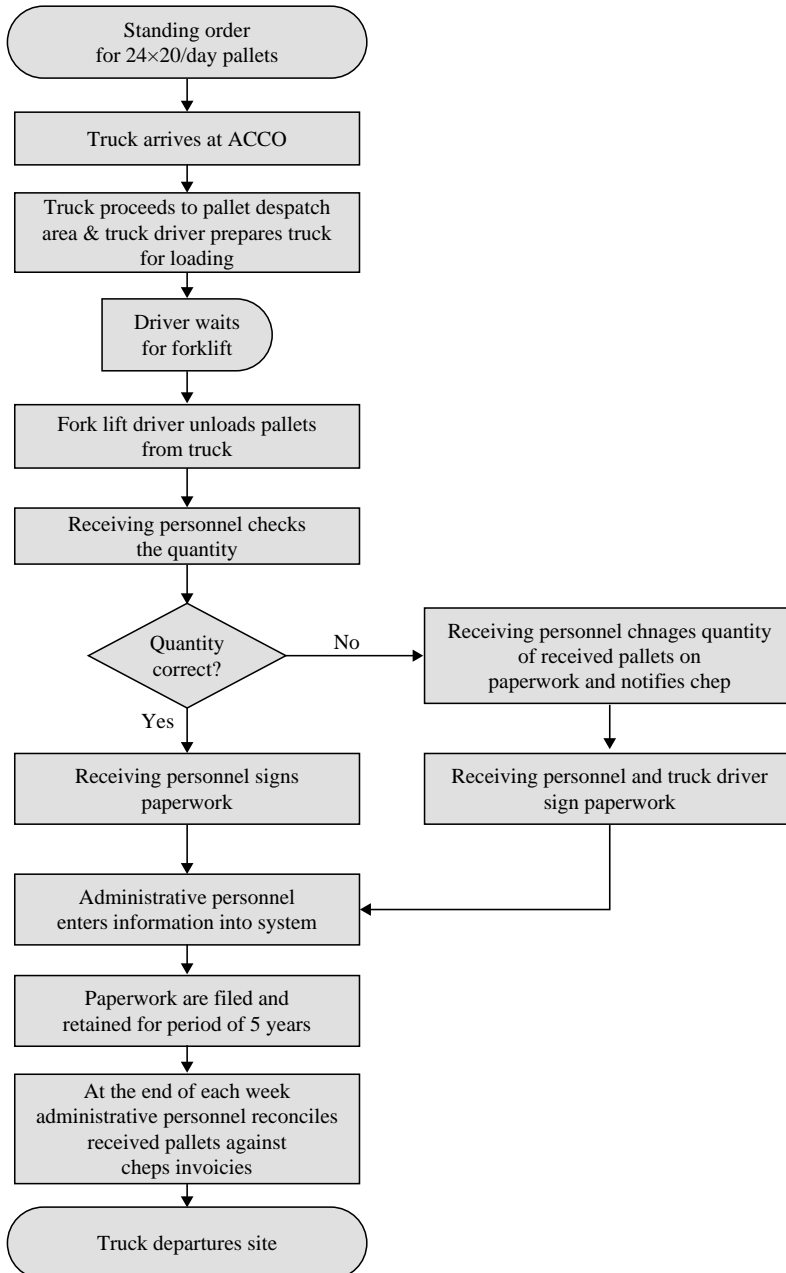 Standing order
for 24×20/day pallets
Truck arrives at ACCO
Truck proceeds to pallet despatch
area & truck driver prepares truck
for loading
Driver waits
for forklift
Fork lift driver unloads pallets
from truck
Receiving personnel checks
the quantity
Quantity
correct?
No
Receiving personnel chnages quantity
of received pallets on
paperwork and notifies chep
Yes
Receiving personnel signs
paperwork
Receiving personnel and truck driver
sign paperwork
Administrative personnel
enters information into system
Paperwork are filed and
retained for period of 5 years
At the end of each week
administrative personnel reconciles
received pallets against
cheps invoicies
Truck departures site